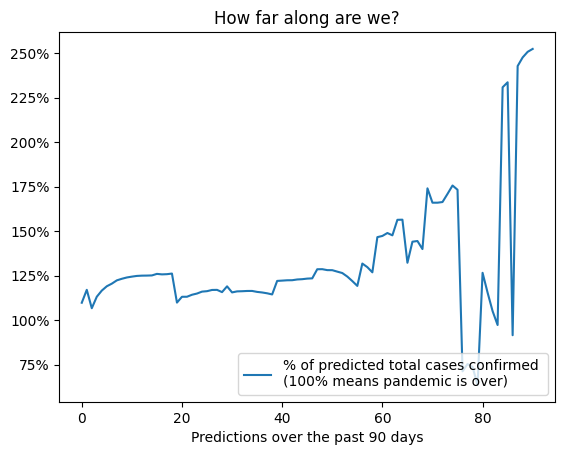 How far along are we?
250%
225%
200%
175%
150%
125%
100%
75%
% of predicted total cases confirmed
(100% means pandemic is over)
0 20 40 60 80
Predictions over the past 90 days